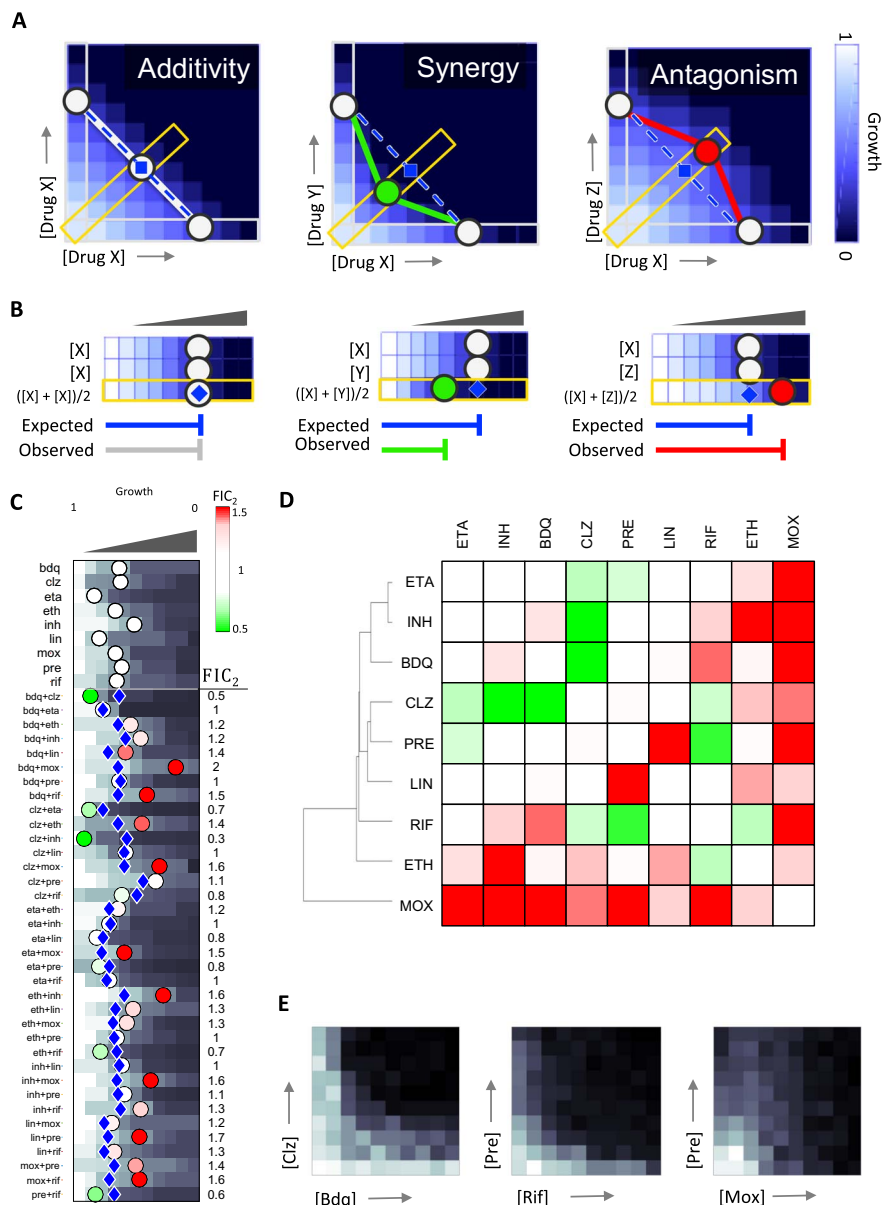 A
Additivity
Synergy
Antagonism
1
Growth
0
[Drug X]
[Drug X]
[Drug Y]
[Drug X]
[Drug Z]
[Drug X]
B
[X]
[X]
([X] + [X])/2
Expected
Observed
[X]
[Y]
([X] + [Y])/2
Expected
Observed
[X]
[Z]
([X] + [Z])/2
Expected
Observed
C
Growth
1
0
FIC2
1.5
1
0.5
bdq
clz
eta
eth
inh
lin
mox
pre
rif
FIC2
bdq+clz 0.5
bdq+eta 1
bdq+eth 1.2
bdq+inh 1.2
bdq+lin 1.4
bdq+mox 2
bdq+pre 1
bdq+rif 1.5
clz+eta 0.7
clz+eth 1.4
clz+inh 0.3
clz+lin 1
clz+mox 1.6
clz+pre 1.1
clz+rif 0.8
eta+eth 1.2
eta+inh 1
eta+lin 0.8
eta+mox 1.5
eta+pre 0.8
eta+rif 1
eth+inh 1.6
eth+lin 1.3
eth+mox 1.3
eth+pre 1
eth+rif 0.7
inh+lin 1
inh+mox 1.6
inh+pre 1.1
inh+rif 1.3
lin+mox 1.2
lin+pre 1.7
lin+rif 1.3
mox+pre 1.4
mox+rif 1.6
pre+rif 0.6
D
ETA INH BDQ CLZ PRE LIN RIF ETH MOX
ETA
INH
BDQ
CLZ
PRE
LIN
RIF
ETH
MOX
E
[Clz]
[Bdq]
[Pre]
[Rif]
[Pre]
[Mox]